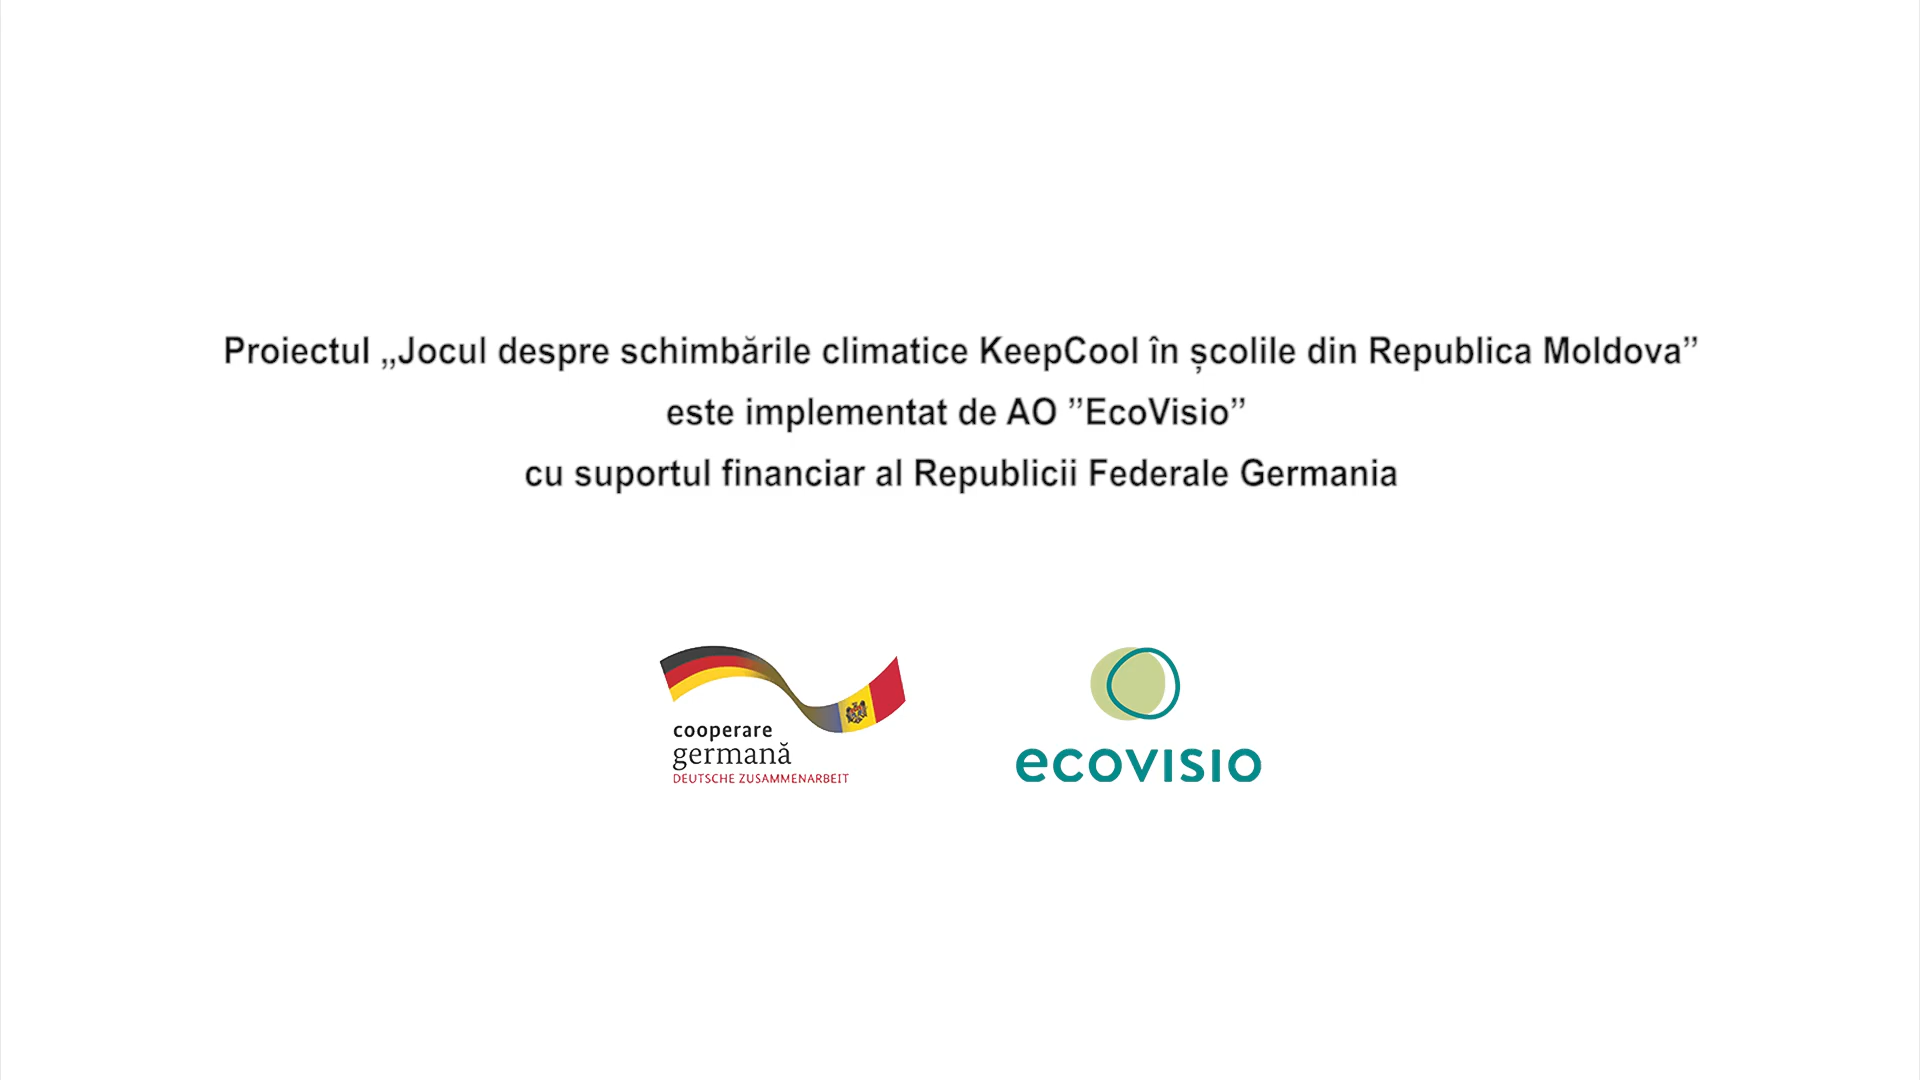 Proiectul „Jocul despre schimbările climatice KeepCool în școlile din Republica Moldova”
este implementat de AO ”EcoVisio”
cu suportul financiar al Republicii Federale Germania
cooperare
germană
DEUTSCHE ZUSAMMENARBEIT
ecovisio